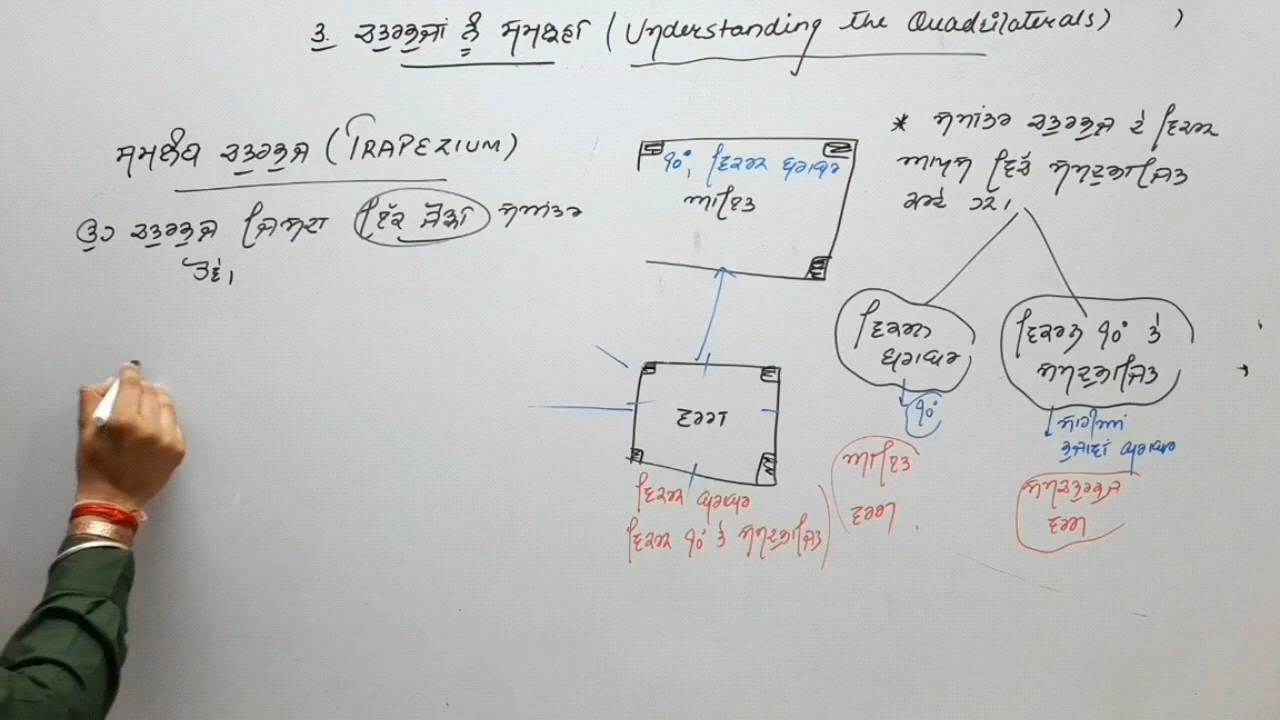 3. ਚਤੁਰਭੁਜਾਂ ਨੂੰ ਸਮਝਣਾ (Understanding the Quadrilaterals)
ਸਮਲੰਬ ਚਤੁਰਭੁਜ (TRAPEZIUM)
ਉਹ ਚਤੁਰਭੁਜ ਜਿਸਦਾ ਇੱਕ ਜੋੜਾ ਸਮਾਂਤਰ
ਹੋਵੇ।
90°, ਵਿਕਰਨ ਬਰਾਬਰ
ਆਇਤ
ਵਰਗ
ਵਿਕਰਨ ਬਰਾਬਰ
ਵਿਕਰਨ 90° ਤੇ ਸਮਦੁਭਾਜਿਤ
* ਸਮਾਂਤਰ ਚਤੁਰਭੁਜ ਦੇ ਵਿਕਰਨ
ਆਪਸ ਵਿੱਚ ਸਮਦੁਭਾਜਿਤ
ਕਰਦੇ ਹਨ।
ਵਿਕਰਨ
ਬਰਾਬਰ
90°
ਆਇਤ
ਵਰਗ
ਵਿਕਰਨ 90° ਤੇ
ਸਮਦੁਭਾਜਿਤ
ਸਾਰੀਆਂ
ਭੁਜਾਵਾਂ ਬਰਾਬਰ
ਸਮਚਤੁਰਭੁਜ
ਵਰਗ